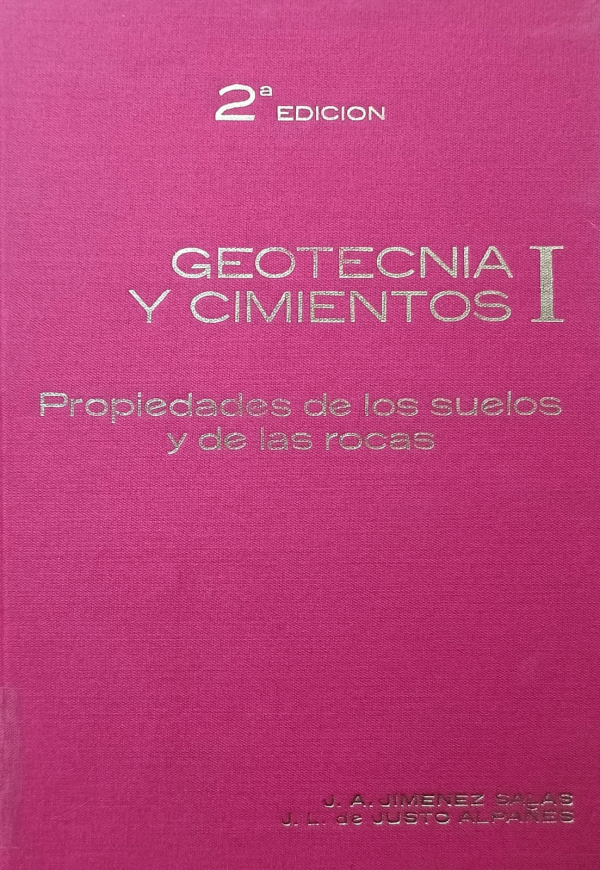 2ª EDICION
GEOTECNIA
Y CIMIENTOS I
Propiedades de los suelos
y de las rocas
J. A. JIMENEZ SALAS
J. L. de JUSTO ALPAÑES